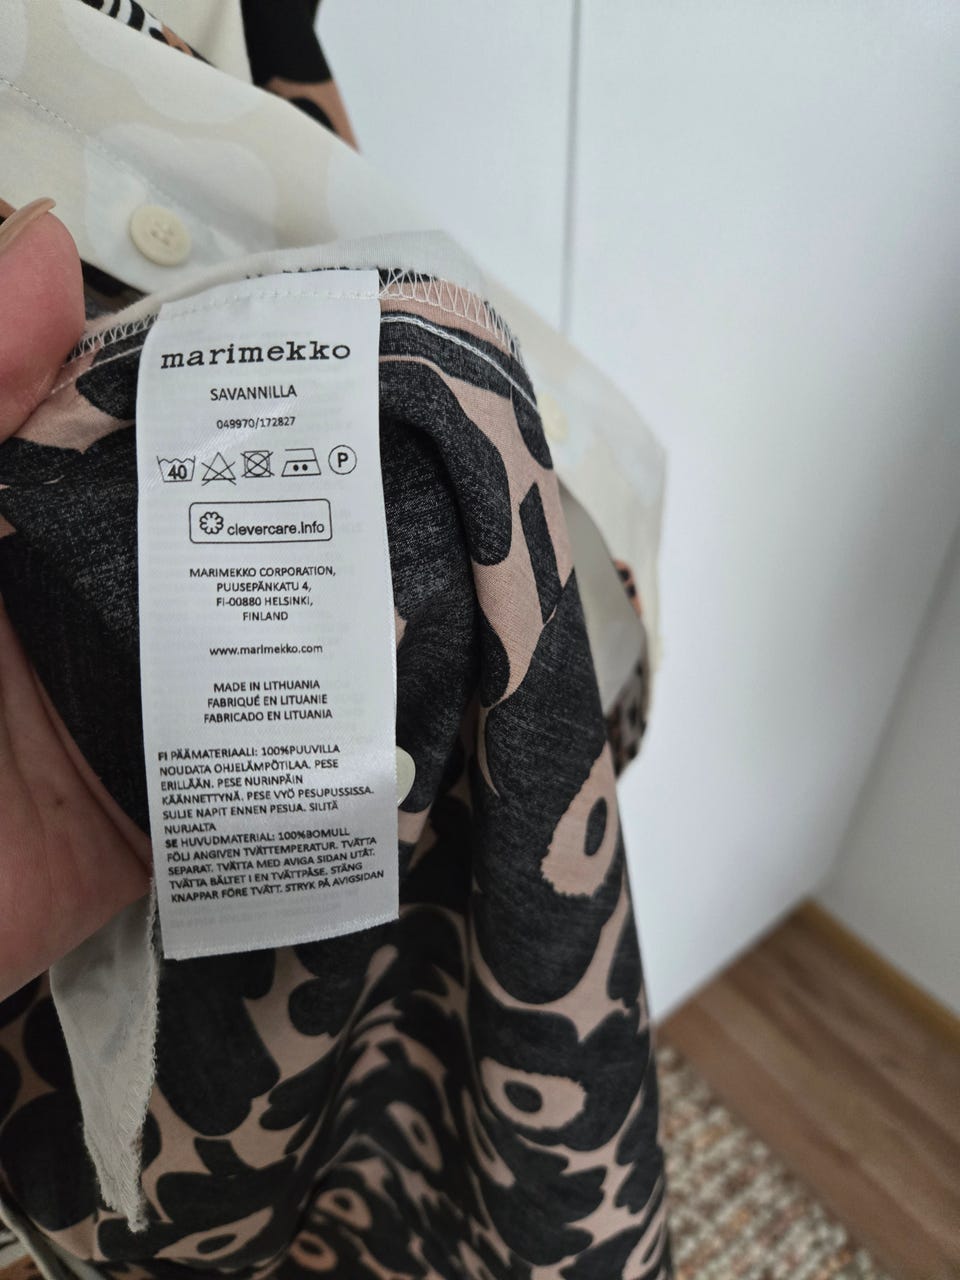 marimekko
SAVANNILLA
049970/172827
40 P
clevercare.info
MARIMEKKO CORPORATION,
PUUSEPÄNKATU 4,
FI-00880 HELSINKI,
FINLAND
www.marimekko.com
MADE IN LITHUANIA
FABRIQUÉ EN LITUANIE
FABRICADO EN LITUANIA
FI PÄÄMATERIAALI: 100%PUUVILLA
NOUDATA OHJELÄMPÖTILAA. PESE
ERILLÄÄN. PESE NURINPÄIN
KÄÄNNETTYNÄ. PESE VYÖ PESUPUSSISSA.
SULJE NAPIT ENNEN PESUA. SILITÄ
NURJALTA
SE HUVUDMATERIAL: 100%BOMULL
FÖLJ ANGIVEN TVÄTTEMPERATUR. TVÄTTA
SEPARAT. TVÄTTA MED AVIGA SIDAN UTÅT.
TVÄTTA BÄLTET I EN TVÄTTPÅSE. STÄNG
KNAPPAR FÖRE TVÄTT. STRYK PÅ AVIGSIDAN